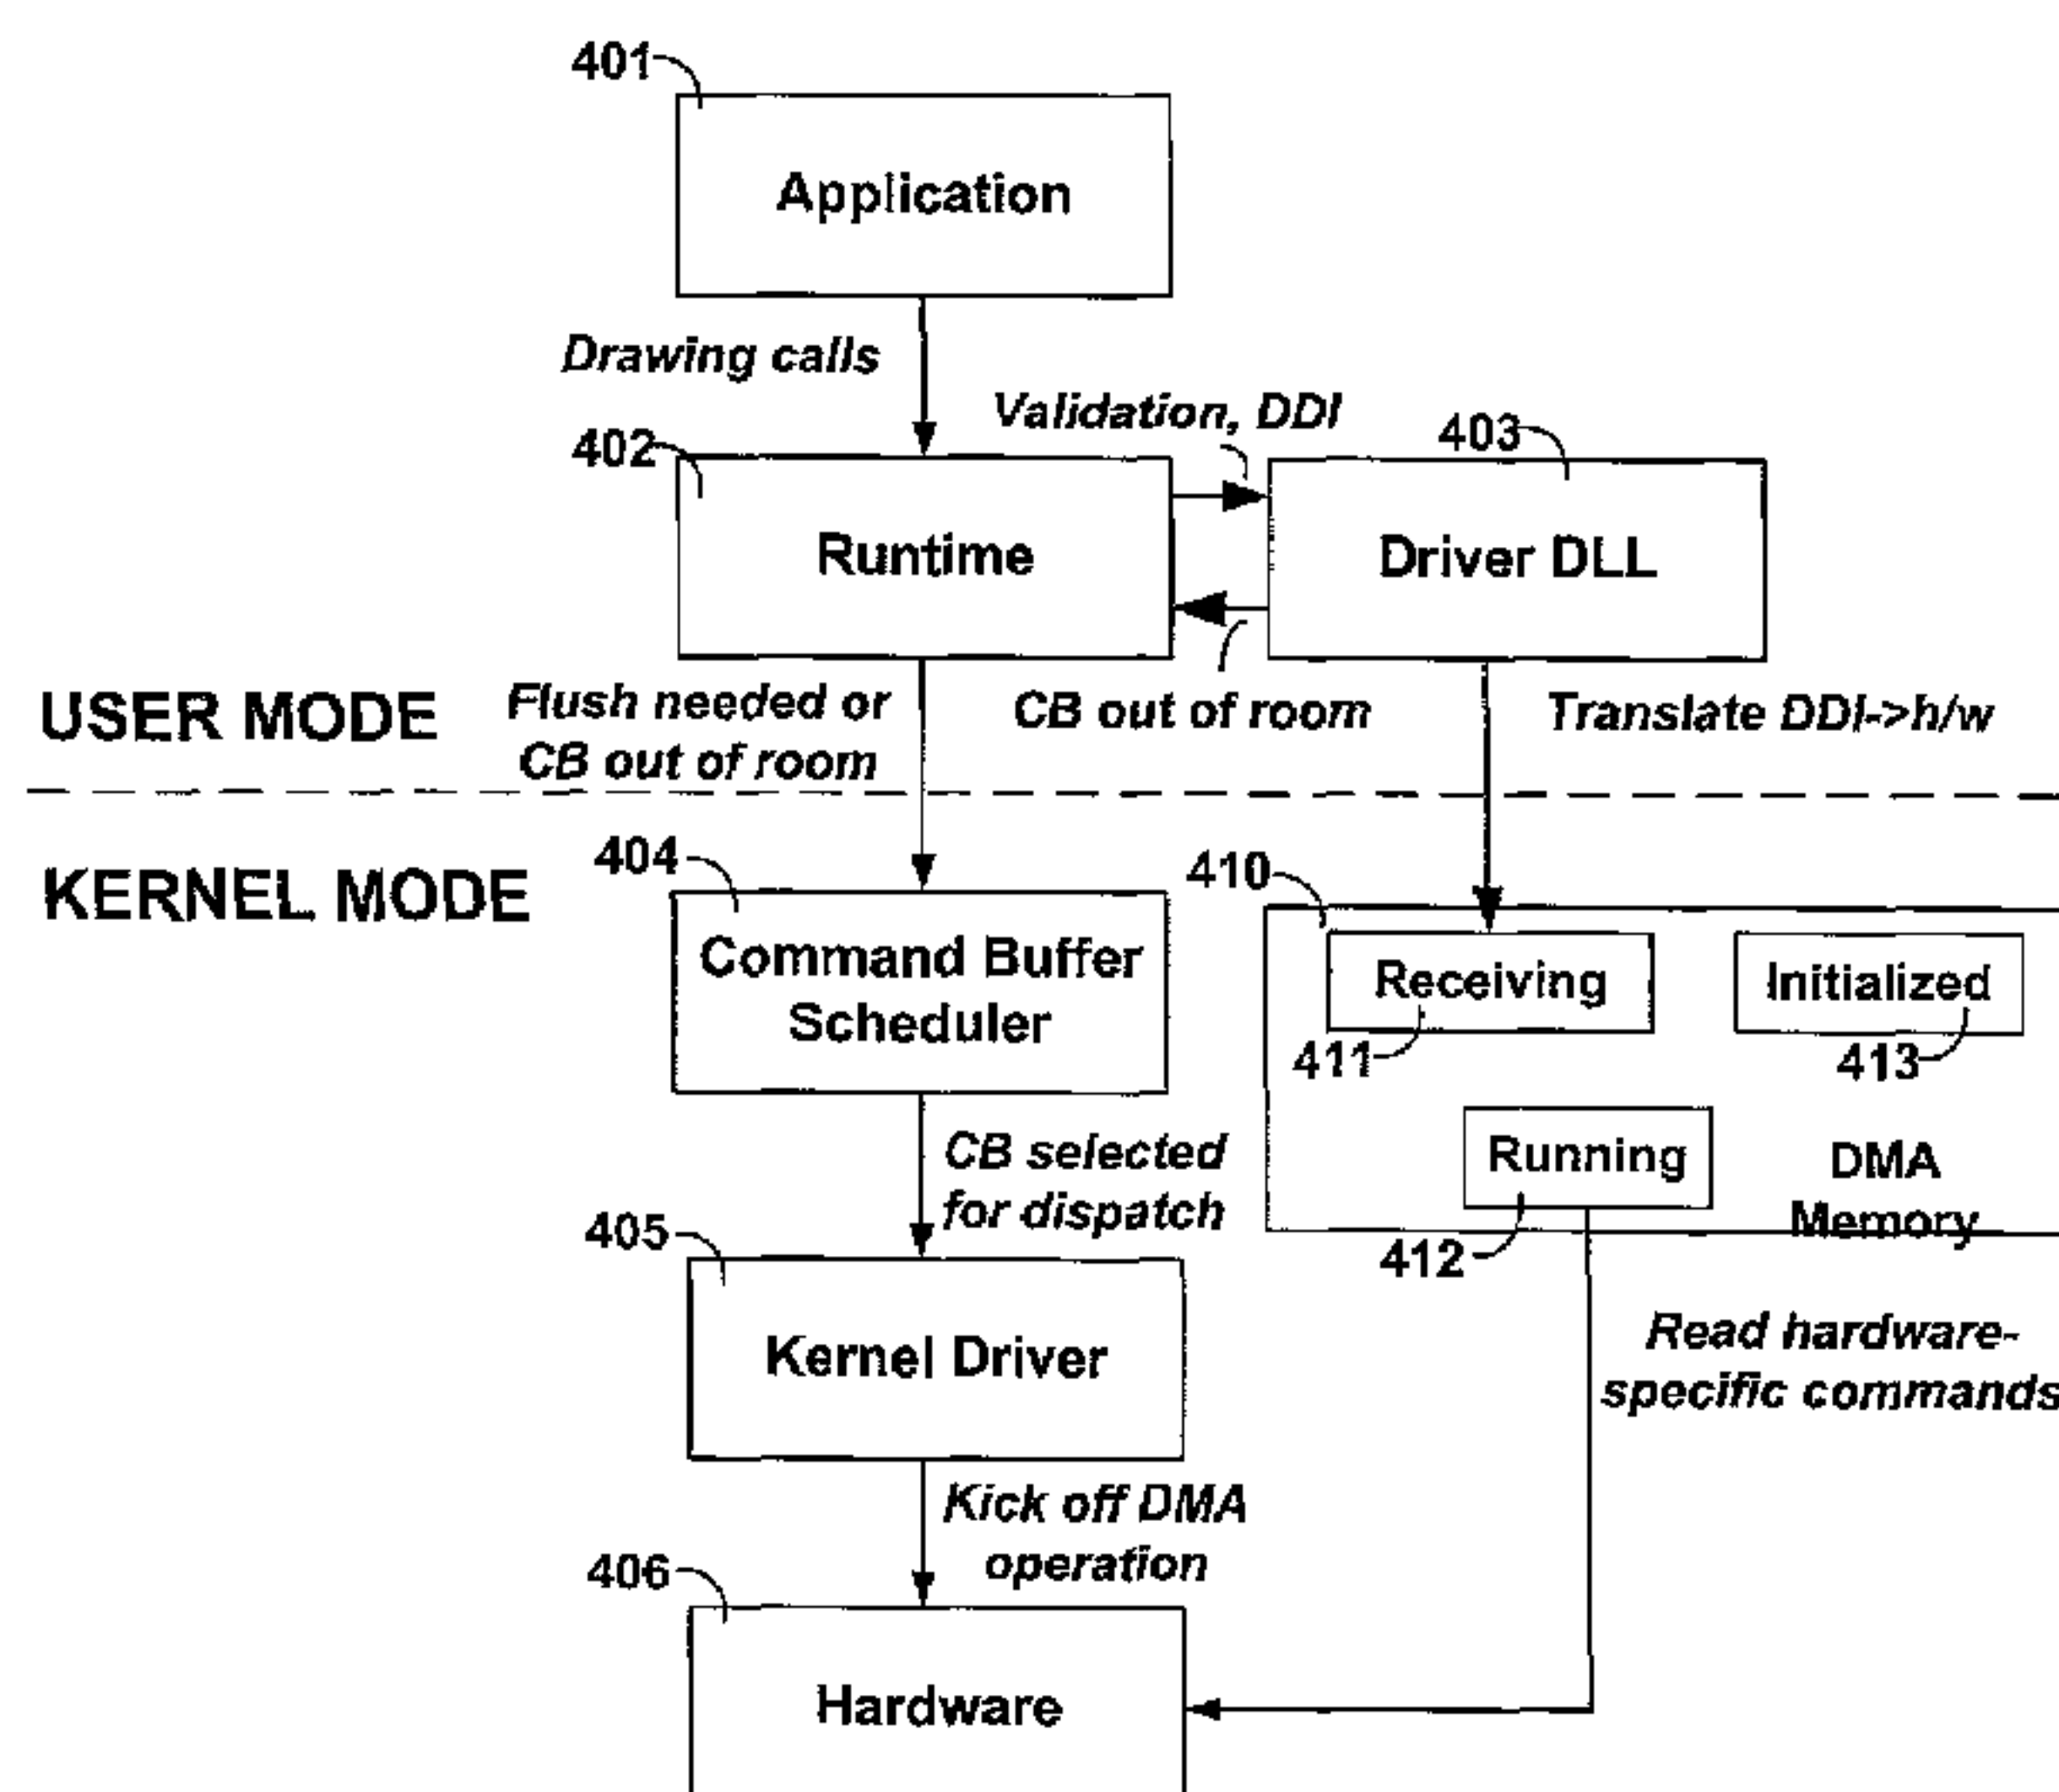 401
Application
Drawing calls
Validation, DDI
402
403
Runtime
Driver DLL
USER MODE
Flush needed or
CB out of room
CB out of room
Translate DDI->h/w
KERNEL MODE
404
410
Command Buffer
Scheduler
Receiving
Initialized
411
413
CB selected
for dispatch
Running
DMA
Memory
412
405
Kernel Driver
Read hardware-
specific commands
Kick off DMA
operation
406
Hardware